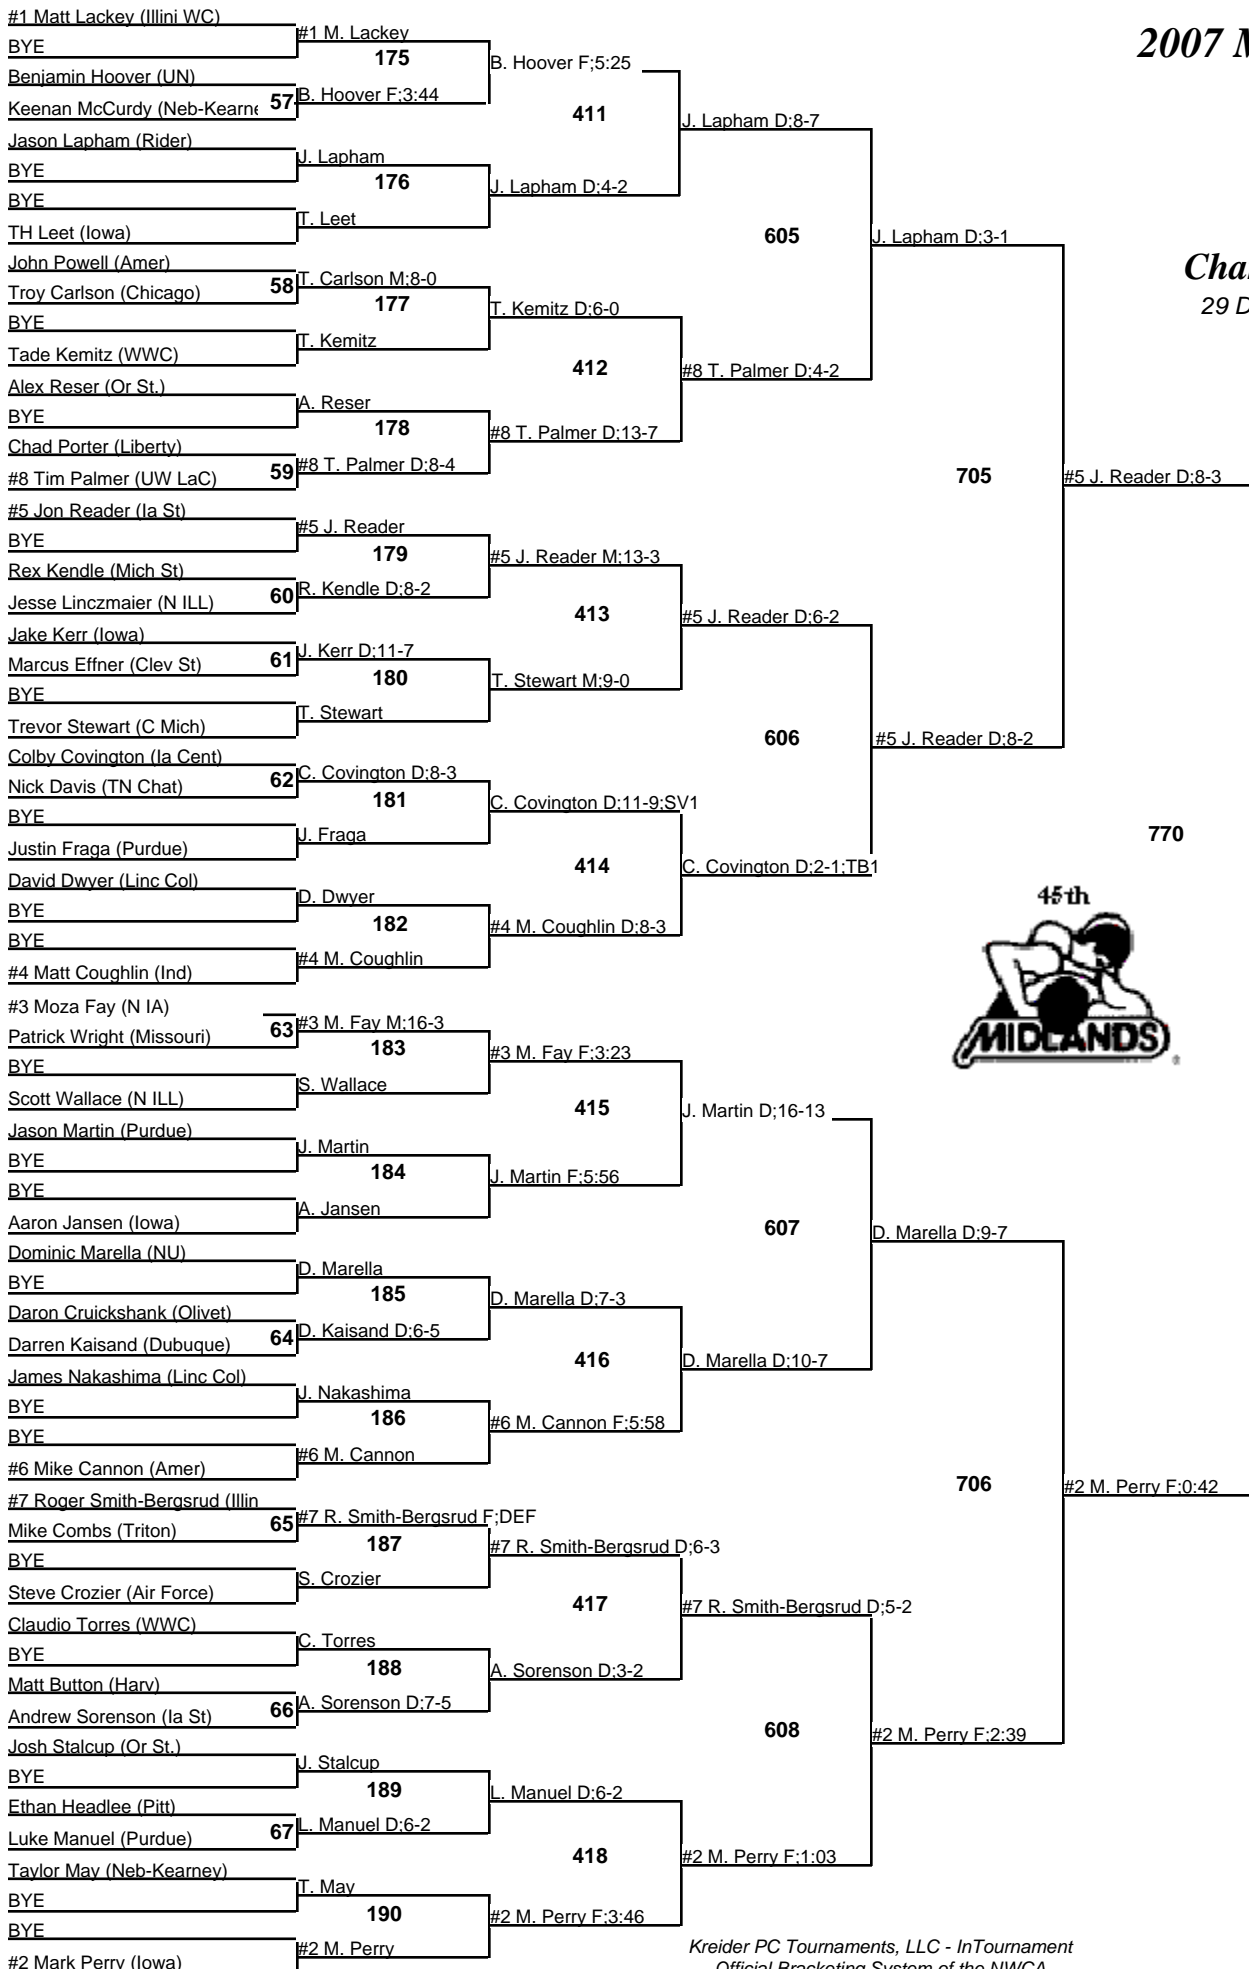 #1 Matt Lackey (Illini WC)
BYE
Benjamin Hoover (UN)
Keenan McCurdy (Neb-Kearne
Jason Lapham (Rider)
BYE
BYE
TH Leet (Iowa)
John Powell (Amer)
Troy Carlson (Chicago)
BYE
Tade Kemitz (WWC)
Alex Reser (Or St.)
BYE
Chad Porter (Liberty)
#8 Tim Palmer (UW LaC)
#5 Jon Reader (Ia St)
BYE
Rex Kendle (Mich St)
Jesse Linczmaier (N ILL)
Jake Kerr (Iowa)
Marcus Effner (Clev St)
BYE
Trevor Stewart (C Mich)
Colby Covington (Ia Cent)
Nick Davis (TN Chat)
BYE
Justin Fraga (Purdue)
David Dwyer (Linc Col)
BYE
BYE
#4 Matt Coughlin (Ind)
#3 Moza Fay (N IA)
Patrick Wright (Missouri)
BYE
Scott Wallace (N ILL)
Jason Martin (Purdue)
BYE
BYE
Aaron Jansen (Iowa)
Dominic Marella (NU)
BYE
Daron Cruickshank (Olivet)
Darren Kaisand (Dubuque)
James Nakashima (Linc Col)
BYE
BYE
#6 Mike Cannon (Amer)
#7 Roger Smith-Bergsrud (Illin
Mike Combs (Triton)
BYE
Steve Crozier (Air Force)
Claudio Torres (WWC)
BYE
Matt Button (Harv)
Andrew Sorenson (Ia St)
Josh Stalcup (Or St.)
BYE
Ethan Headlee (Pitt)
Luke Manuel (Purdue)
Taylor May (Neb-Kearney)
BYE
BYE
#2 Mark Perry (Iowa)
57
58
59
60
61
62
63
64
65
66
67
#1 M. Lackey
175
B. Hoover F;3:44
J. Lapham
176
T. Leet
T. Carlson M;8-0
177
T. Kemitz
A. Reser
178
#8 T. Palmer D;8-4
#5 J. Reader
179
R. Kendle D;8-2
J. Kerr D;11-7
180
T. Stewart
C. Covington D;8-3
181
J. Fraga
D. Dwyer
182
#4 M. Coughlin
#3 M. Fay M;16-3
183
S. Wallace
J. Martin
184
A. Jansen
D. Marella
185
D. Kaisand D;6-5
J. Nakashima
186
#6 M. Cannon
#7 R. Smith-Bergsrud F;DEF
187
S. Crozier
C. Torres
188
A. Sorenson D;7-5
J. Stalcup
189
L. Manuel D;6-2
T. May
190
#2 M. Perry
B. Hoover F;5:25
411
J. Lapham D;4-2
T. Kemitz D;6-0
412
#8 T. Palmer D;13-7
#5 J. Reader M;13-3
413
T. Stewart M;9-0
C. Covington D;11-9;SV1
414
#4 M. Coughlin D;8-3
#3 M. Fay F;3:23
415
J. Martin F;5:56
D. Marella D;7-3
416
#6 M. Cannon F;5:58
#7 R. Smith-Bergsrud D;6-3
417
A. Sorenson D;3-2
L. Manuel D;6-2
418
#2 M. Perry F;3:46
J. Lapham D;8-7
605
#8 T. Palmer D;4-2
#5 J. Reader D;6-2
606
C. Covington D;2-1;TB1
J. Martin D;16-13
607
D. Marella D;10-7
#7 R. Smith-Bergsrud D;5-2
608
#2 M. Perry F;1:03
J. Lapham D;3-1
705
#5 J. Reader D;8-2
D. Marella D;9-7
706
#2 M. Perry F;2:39
#5 J. Reader D;8-3
770
#2 M. Perry F;0:42
2007 M
Cha
29 D
45th
MIDLANDS
Kreider PC Tournaments, LLC - InTournament
Official Bracketing System of the NWCA